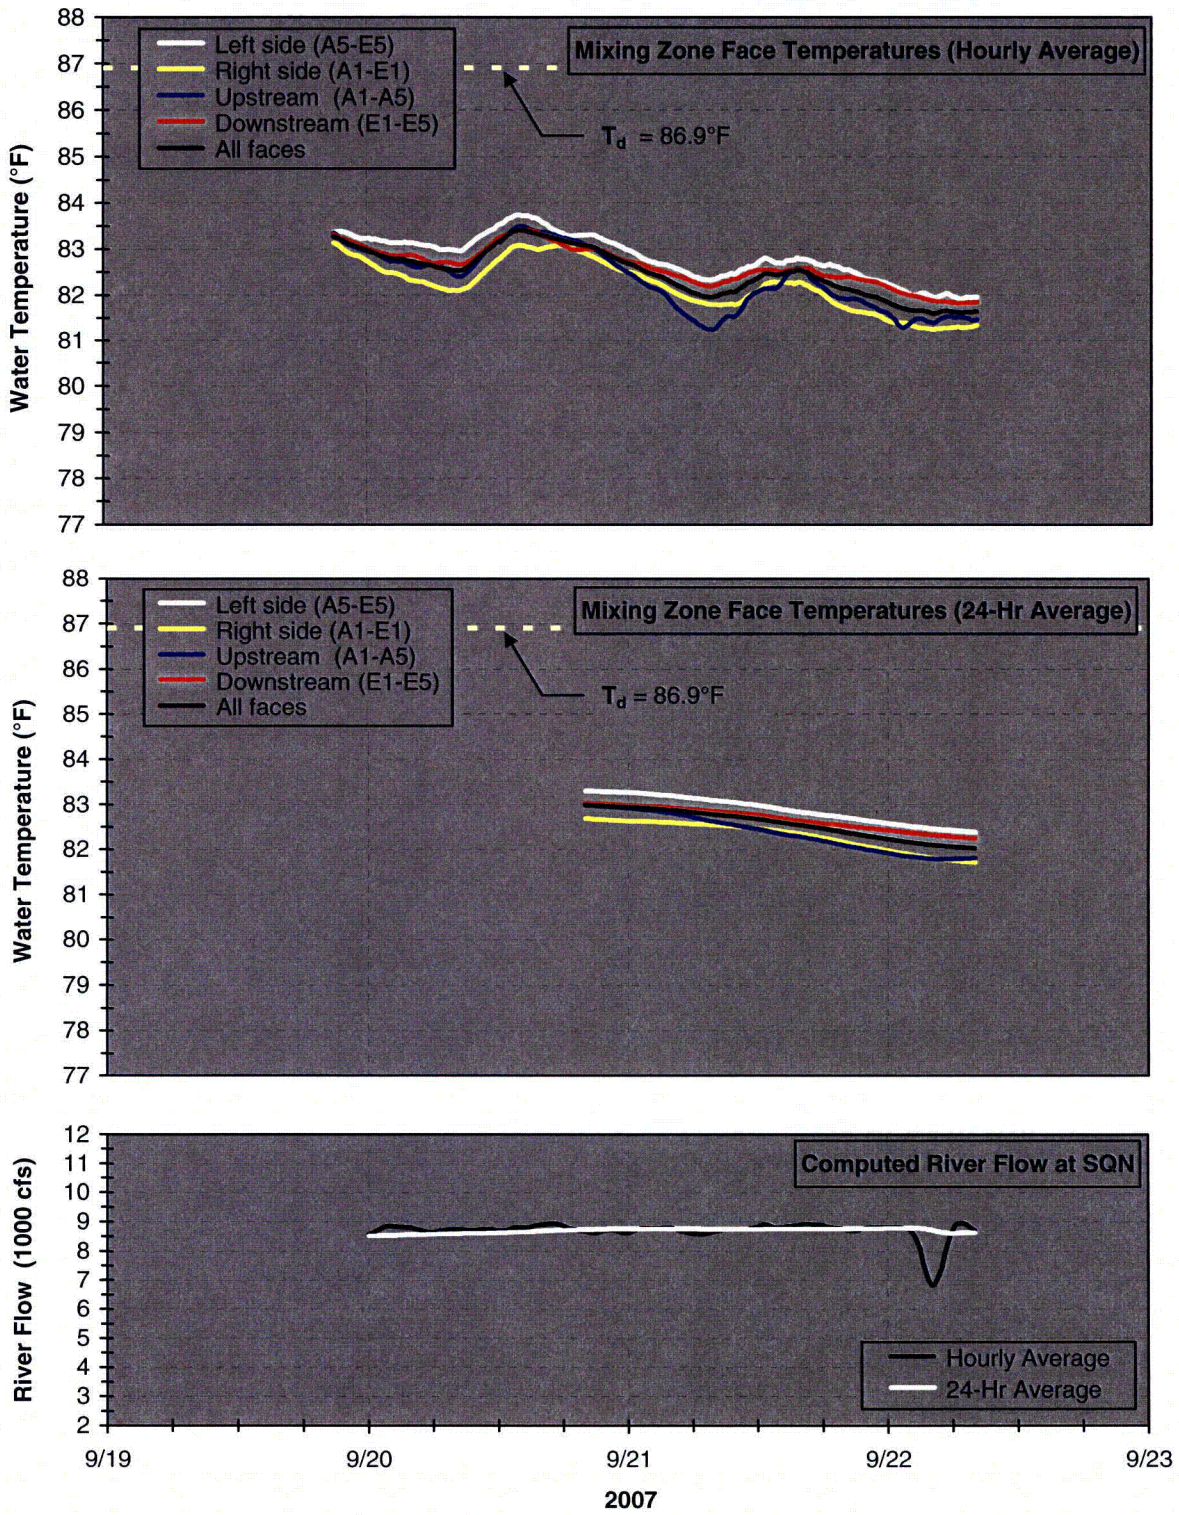 Mixing Zone Face Temperatures (Hourly Average)
Left side (A5-E5)
Right side (A1-E1)
Upstream (A1-A5)
Downstream (E1-E5)
All faces
Td = 86.9°F
Water Temperature (°F)
88
87
86
85
84
83
82
81
80
79
78
77
Mixing Zone Face Temperatures (24-Hr Average)
Left side (A5-E5)
Right side (A1-E1)
Upstream (A1-A5)
Downstream (E1-E5)
All faces
Td = 86.9°F
Water Temperature (°F)
88
87
86
85
84
83
82
81
80
79
78
77
Computed River Flow at SQN
River Flow (1000 cfs)
12
11
10
9
8
7
6
5
4
3
2
Hourly Average
24-Hr Average
9/19 9/20 9/21 9/22 9/23
2007